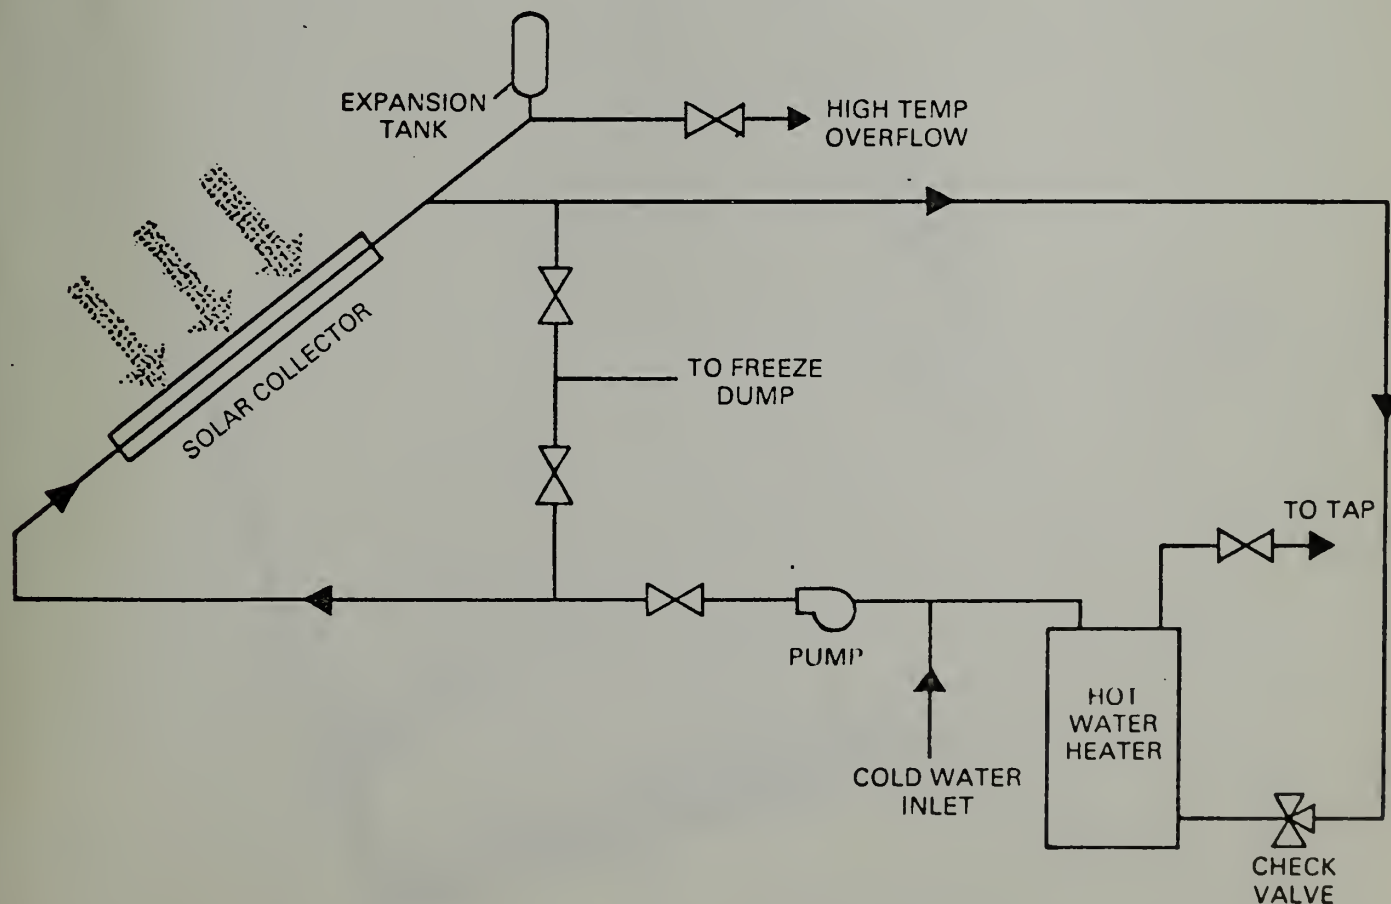 EXPANSION
TANK
HIGH TEMP
OVERFLOW
SOLAR COLLECTOR
TO FREEZE
DUMP
TO TAP
PUMP
HOT
WATER
HEATER
COLD WATER
INLET
CHECK
VALVE